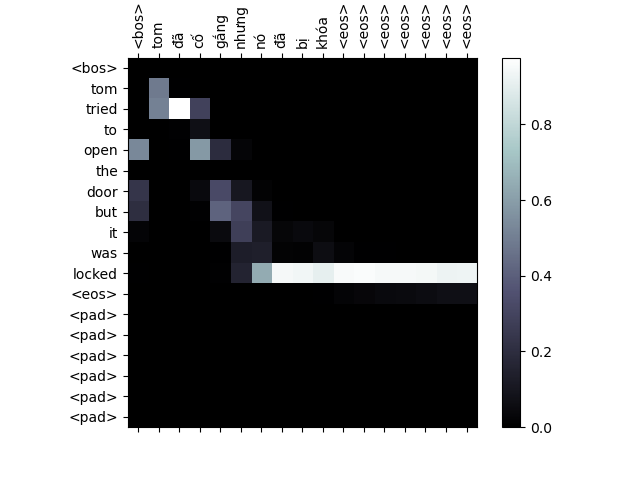 <bos> tom đã cố gắng nhưng nó đã bị khóa <eos> <eos> <eos> <eos> <eos> <eos> <eos>
<bos>
tom
tried
to
open
the
door
but
it
was
locked
<eos>
<pad>
<pad>
<pad>
<pad>
<pad>
<pad>
0.8
0.6
0.4
0.2
0.0